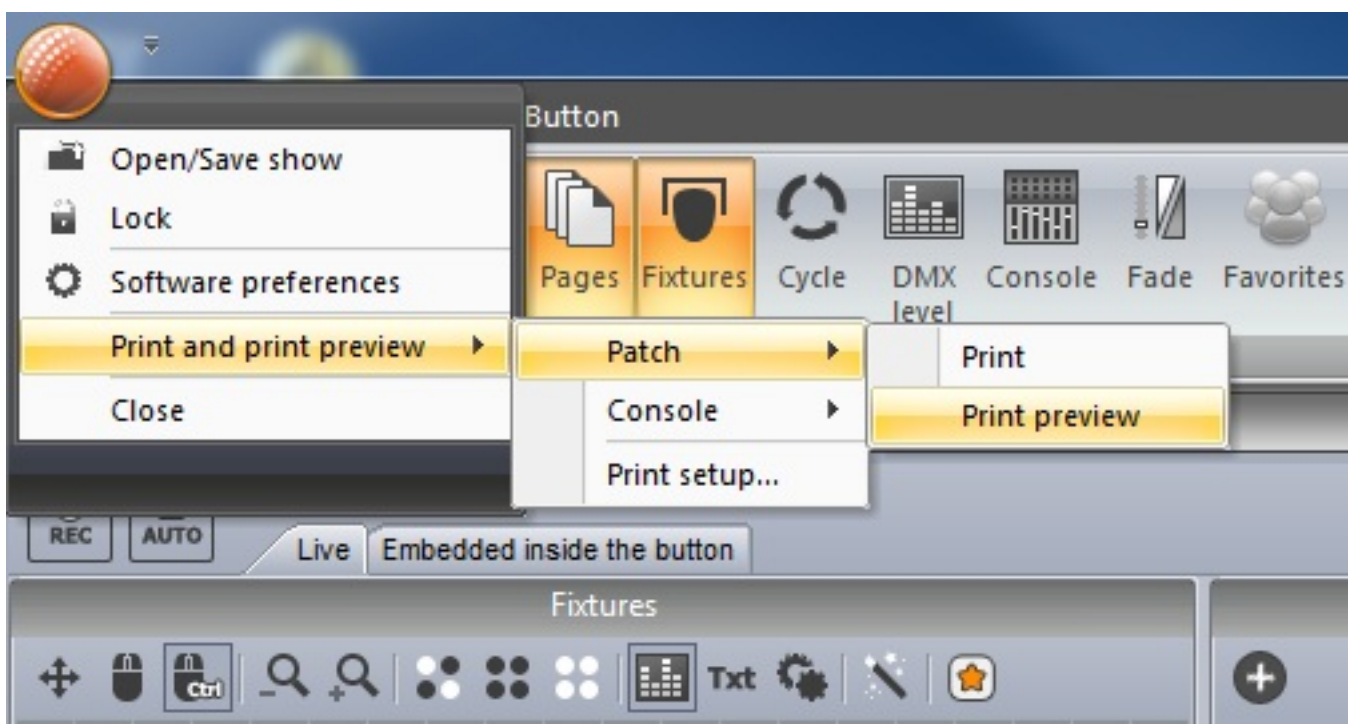 Button
Open/Save show
Lock
Software preferences
Print and print preview
Close
Pages
Fixtures
Cycle
DMX
level
Console
Fade
Favorites
Patch
Console
Print setup...
Print
Print preview
REC
AUTO
Live
Embedded inside the button
Fixtures
Ctrl
Txt